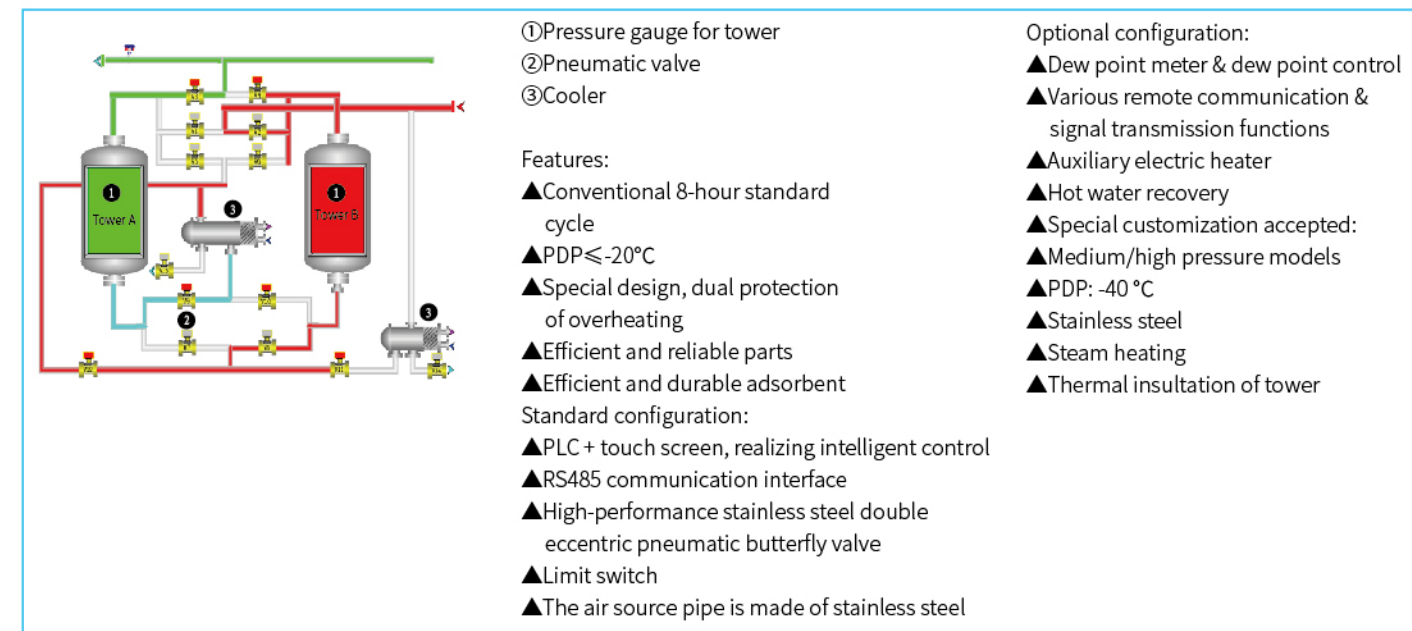 ①Pressure gauge for tower
②Pneumatic valve
③Cooler
Features:
▲Conventional 8-hour standard
cycle
▲PDP≤-20°C
▲Special design, dual protection
of overheating
▲Efficient and reliable parts
▲Efficient and durable adsorbent
Standard configuration:
▲PLC + touch screen, realizing intelligent control
▲RS485 communication interface
▲High-performance stainless steel double
eccentric pneumatic butterfly valve
▲Limit switch
▲The air source pipe is made of stainless steel
Optional configuration:
▲Dew point meter & dew point control
▲Various remote communication &
signal transmission functions
▲Auxiliary electric heater
▲Hot water recovery
▲Special customization accepted:
▲Medium/high pressure models
▲PDP: -40 °C
▲Stainless steel
▲Steam heating
▲Thermal insultation of tower
❶
Tower A
❶
Tower B
❸
❷
❸